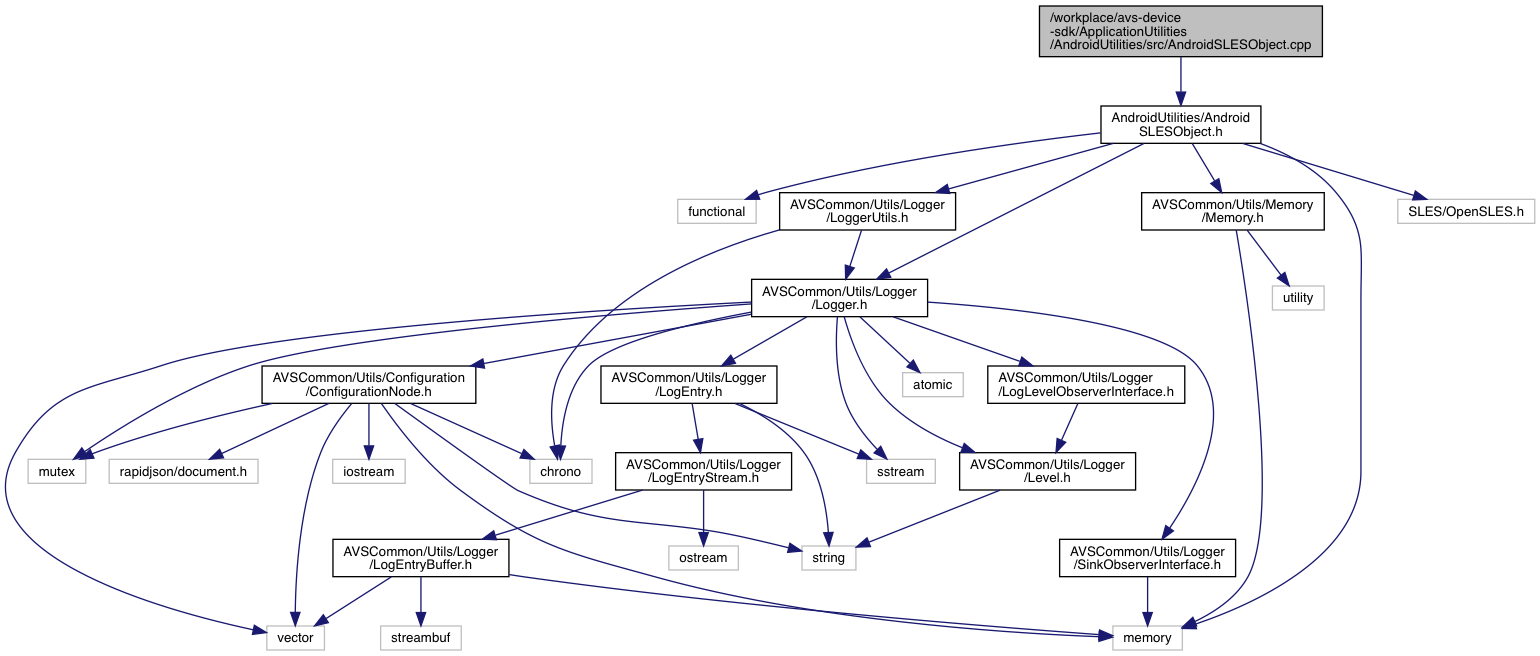 /workplace/avs-device
-sdk/ApplicationUtilities
/AndroidUtilities/src/AndroidSLESObject.cpp
AndroidUtilities/Android
SLESObject.h
functional
AVSCommon/Utils/Logger
/LoggerUtils.h
AVSCommon/Utils/Memory
/Memory.h
SLES/OpenSLES.h
AVSCommon/Utils/Logger
/Logger.h
utility
AVSCommon/Utils/Configuration
/ConfigurationNode.h
AVSCommon/Utils/Logger
/LogEntry.h
atomic
AVSCommon/Utils/Logger
/LogLevelObserverInterface.h
mutex
rapidjson/document.h
iostream
chrono
AVSCommon/Utils/Logger
/LogEntryStream.h
sstream
AVSCommon/Utils/Logger
/Level.h
AVSCommon/Utils/Logger
/LogEntryBuffer.h
ostream
string
AVSCommon/Utils/Logger
/SinkObserverInterface.h
vector
streambuf
memory